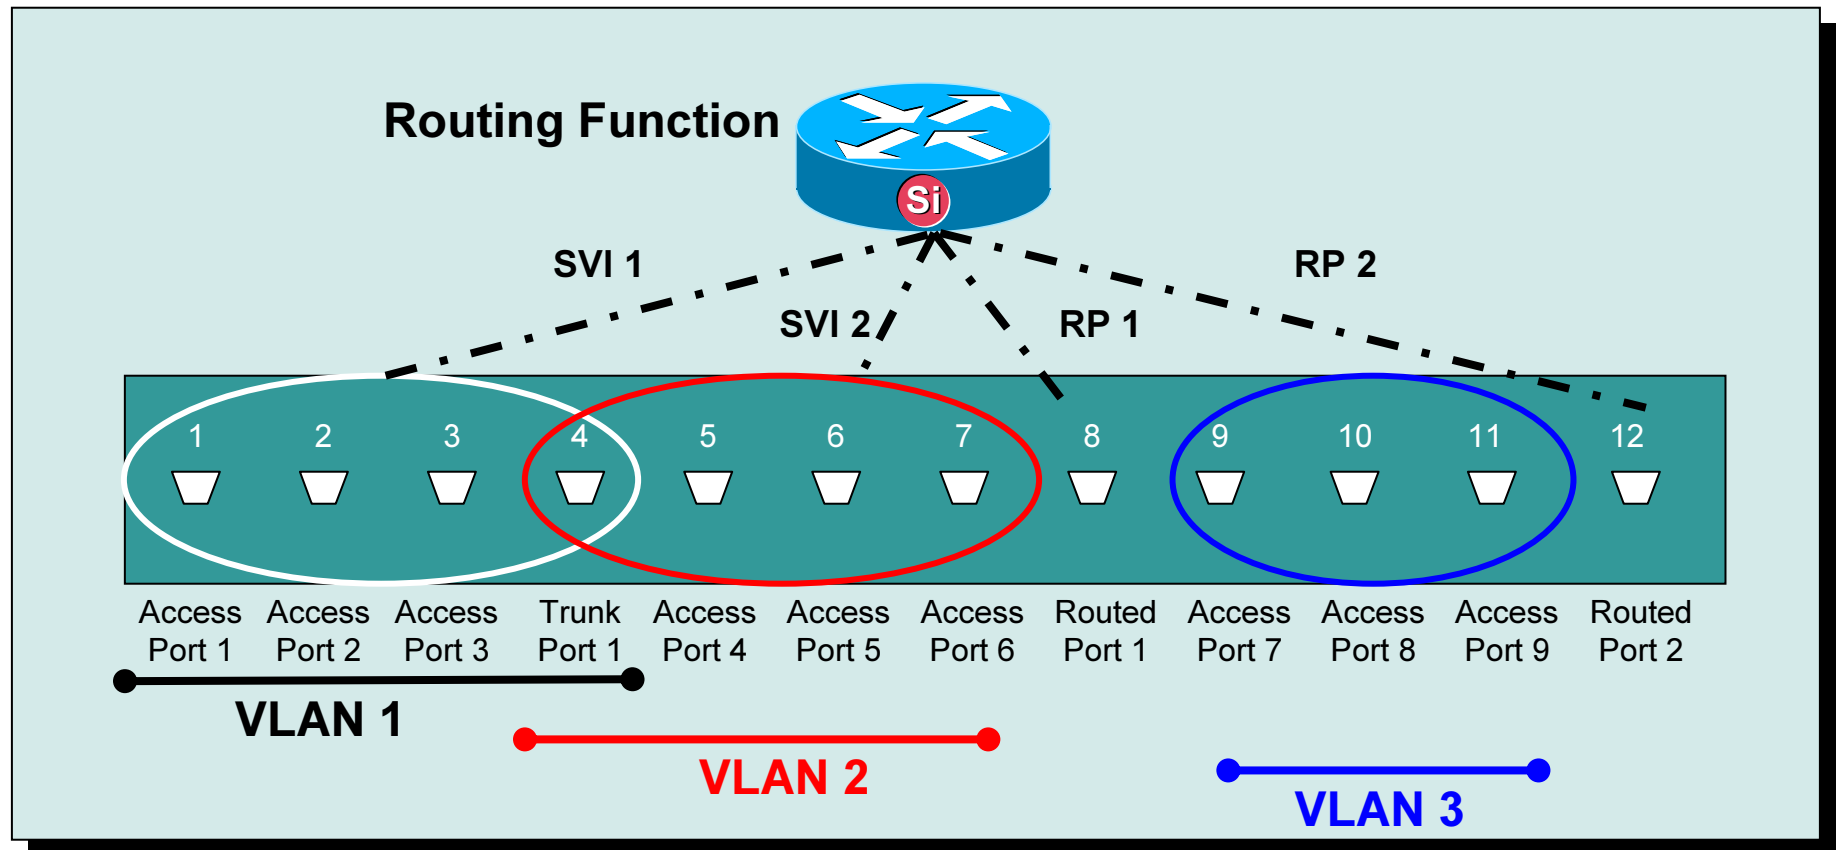 Routing Function
Si
SVI 1
RP 2
SVI 2
RP 1
1 2 3 4 5 6 7 8 9 10 11 12
Access Access Access Trunk Access Access Access Routed Access Access Access Routed
Port 1 Port 2 Port 3 Port 1 Port 4 Port 5 Port 6 Port 1 Port 7 Port 8 Port 9 Port 2
VLAN 1
VLAN 2
VLAN 3